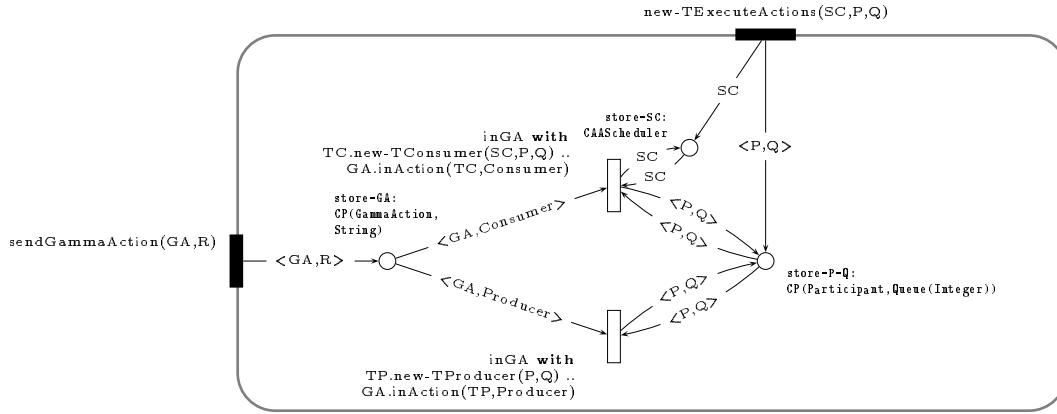 new-TExecuteActions(SC,P,Q)
SC
store-SC:
CAAScheduler
inGA with
TC.new-TConsumer(SC,P,Q) ..
GA.inAction(TC,Consumer)
SC
SC
<P,Q>
store-GA:
CP(GammaAction,
String)
<GA,Consumer>
<P,Q>
<P,Q>
sendGammaAction(GA,R)
<GA,R>
store-P-Q:
CP(Participant,Queue(Integer))
<GA,Producer>
<P,Q>
<P,Q>
inGA with
TP.new-TProducer(P,Q) ..
GA.inAction(TP,Producer)